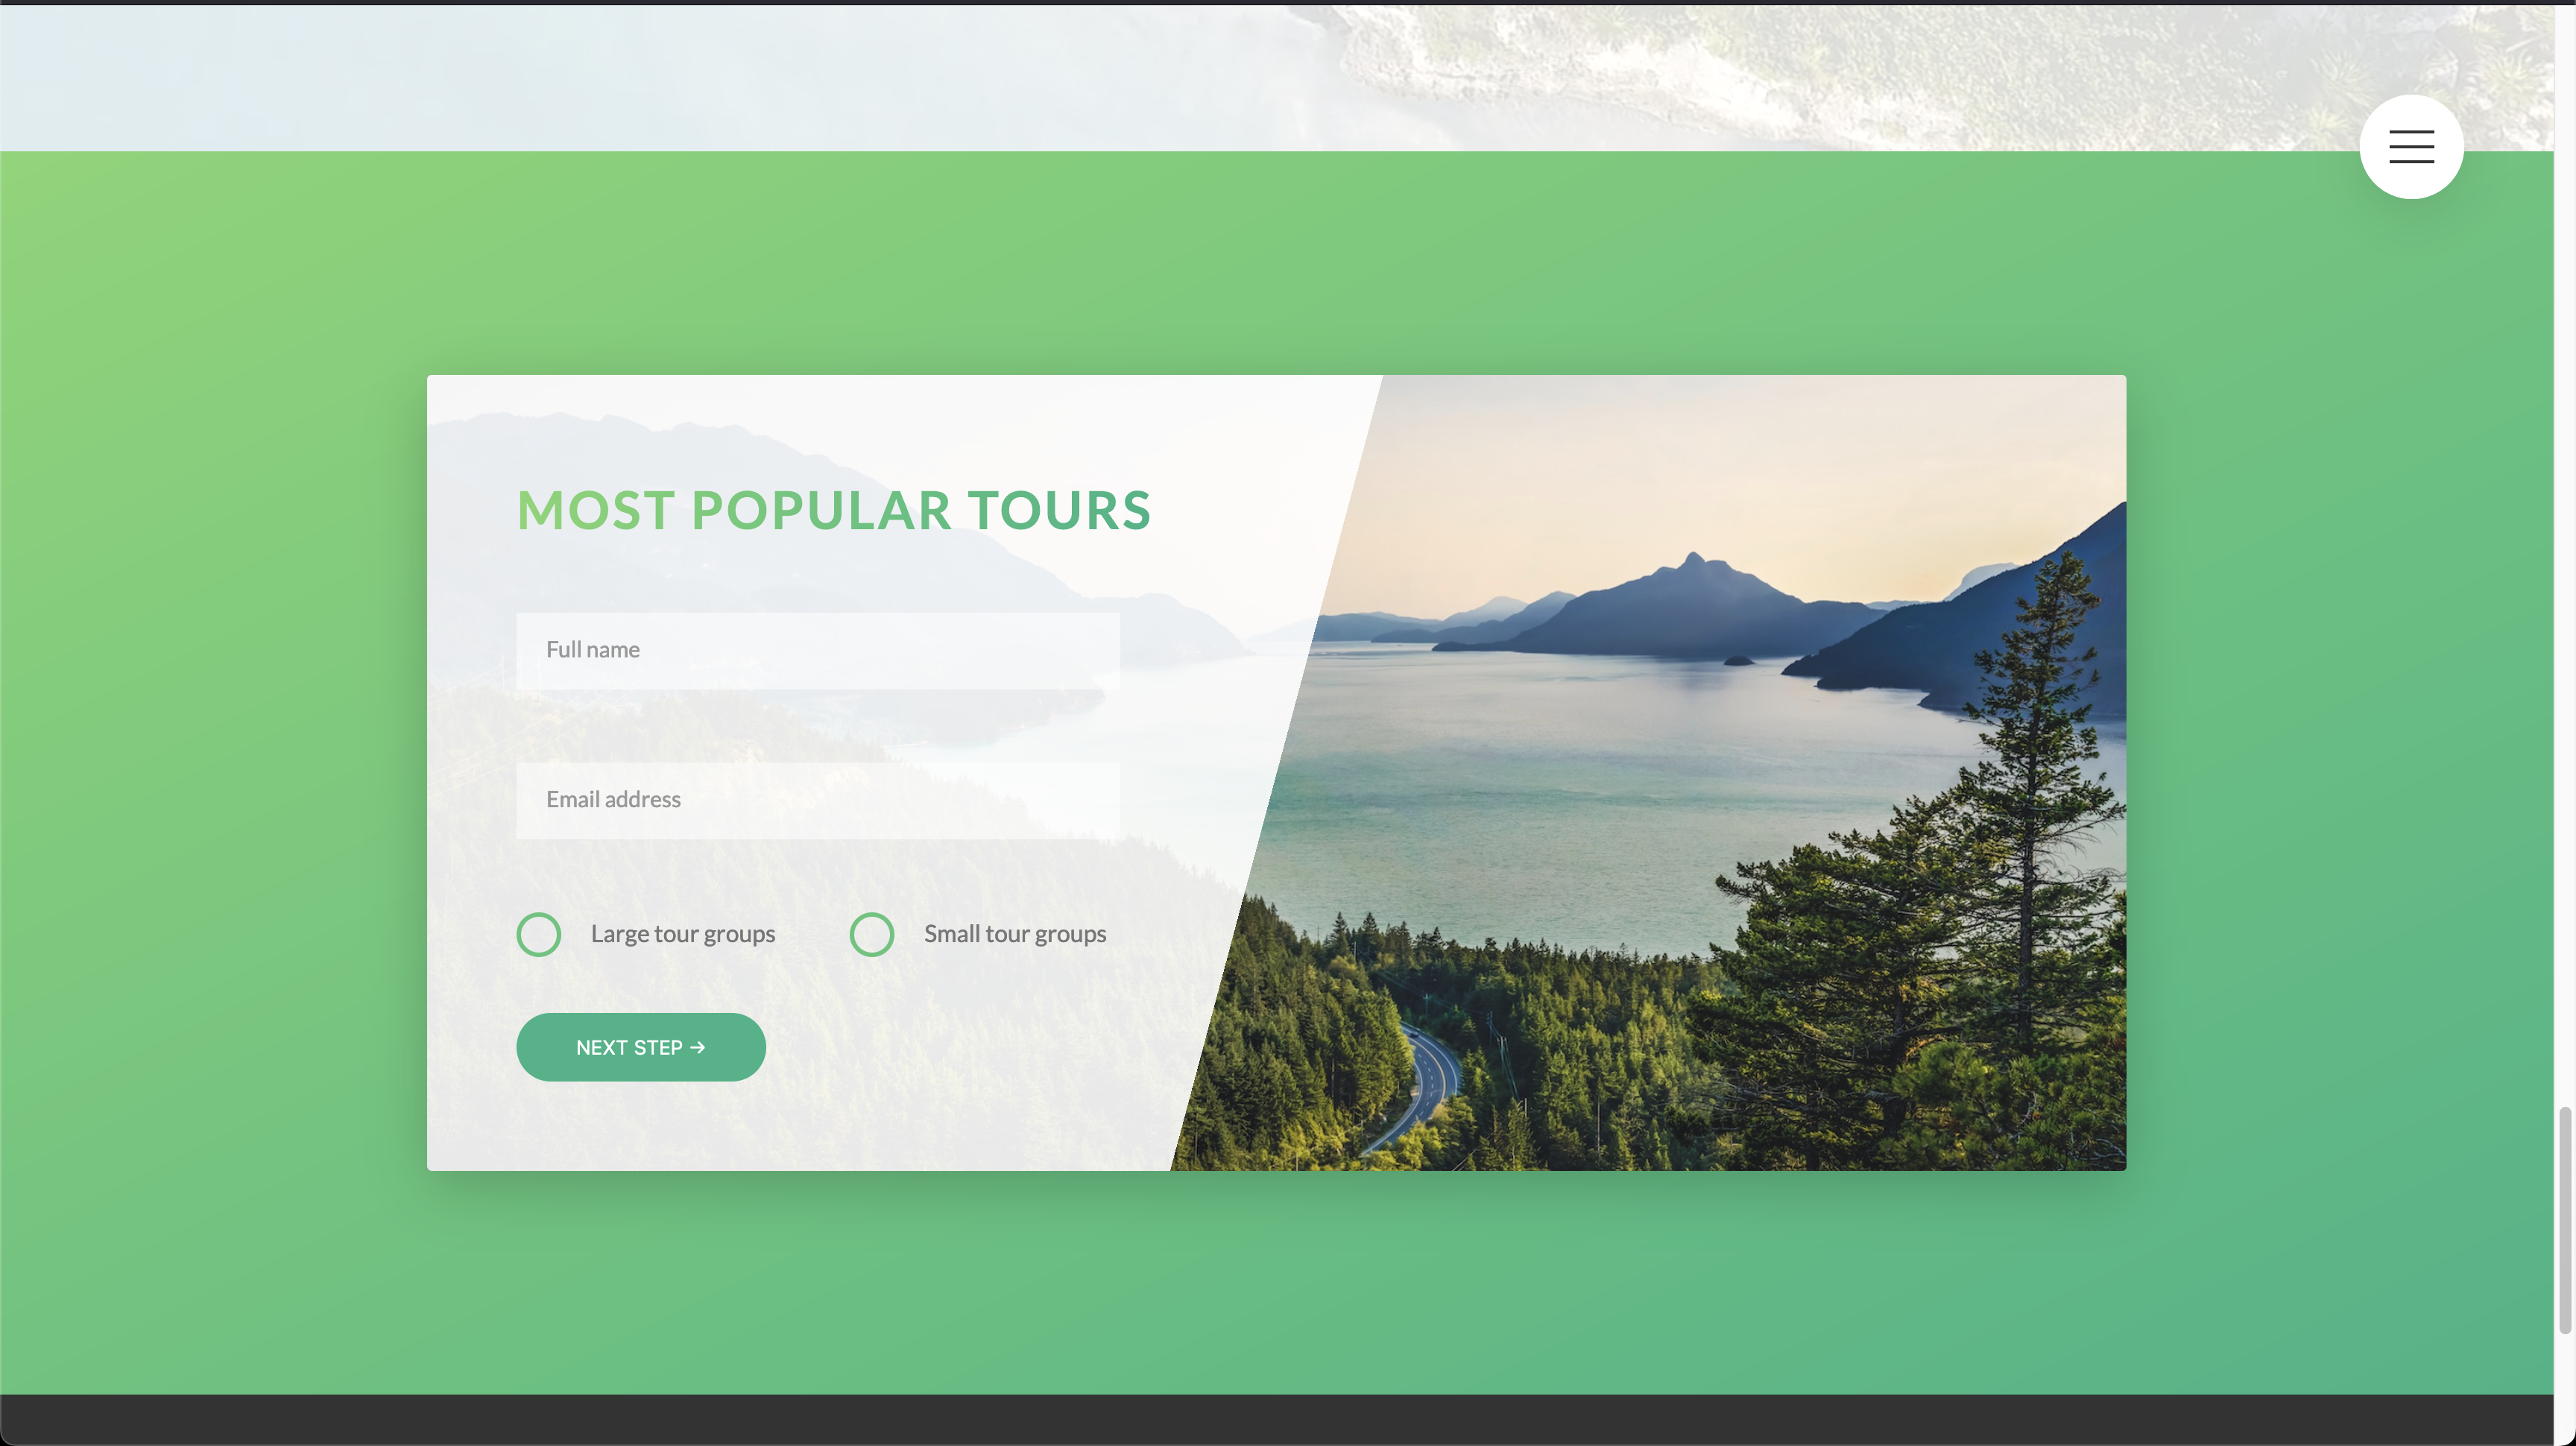 MOST POPULAR TOURS
Full name
Email address
Large tour groups
Small tour groups
NEXT STEP →